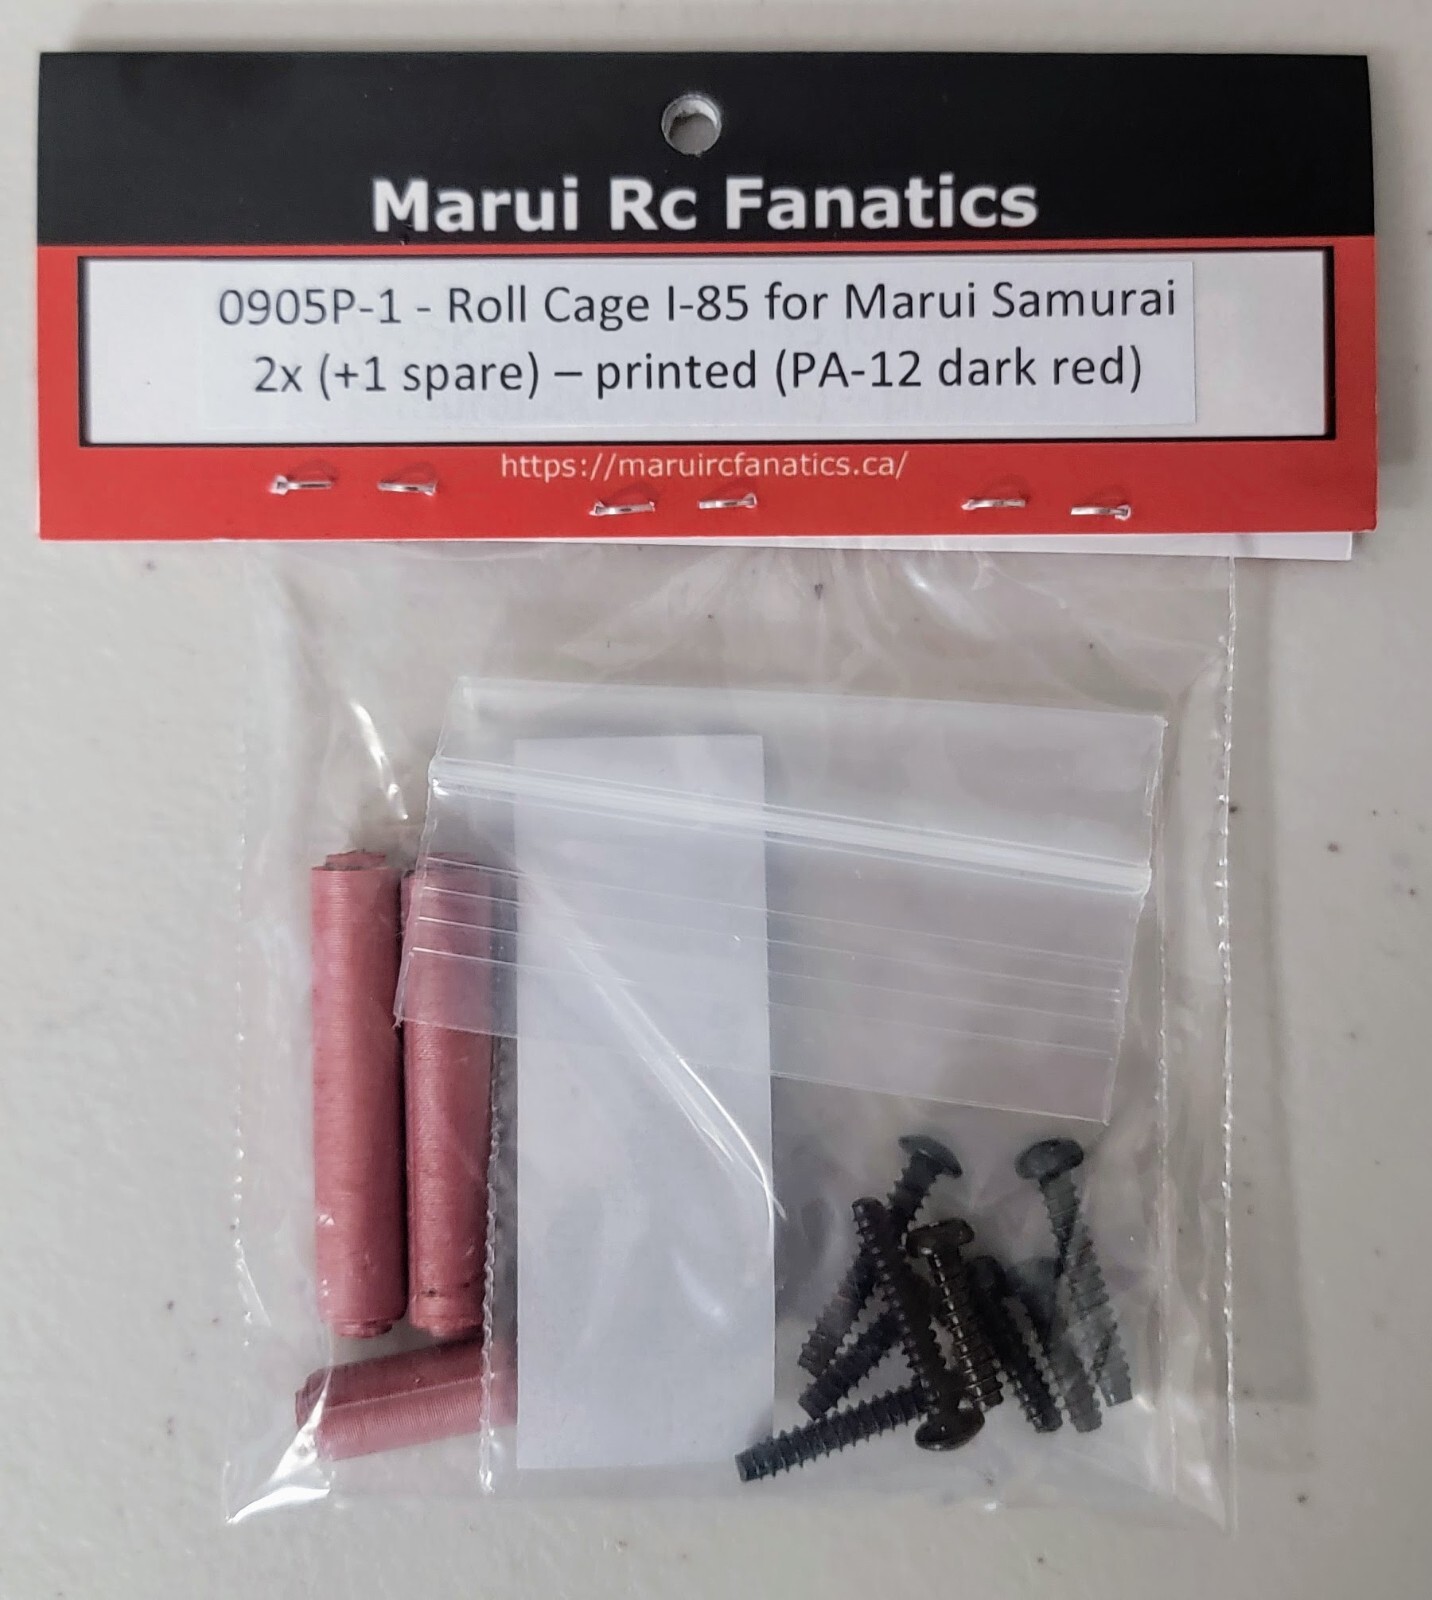 Marui Rc Fanatics
0905P-1 - Roll Cage I-85 for Marui Samurai
2x (+1 spare) – printed (PA-12 dark red)
https://maruircfanatics.ca/